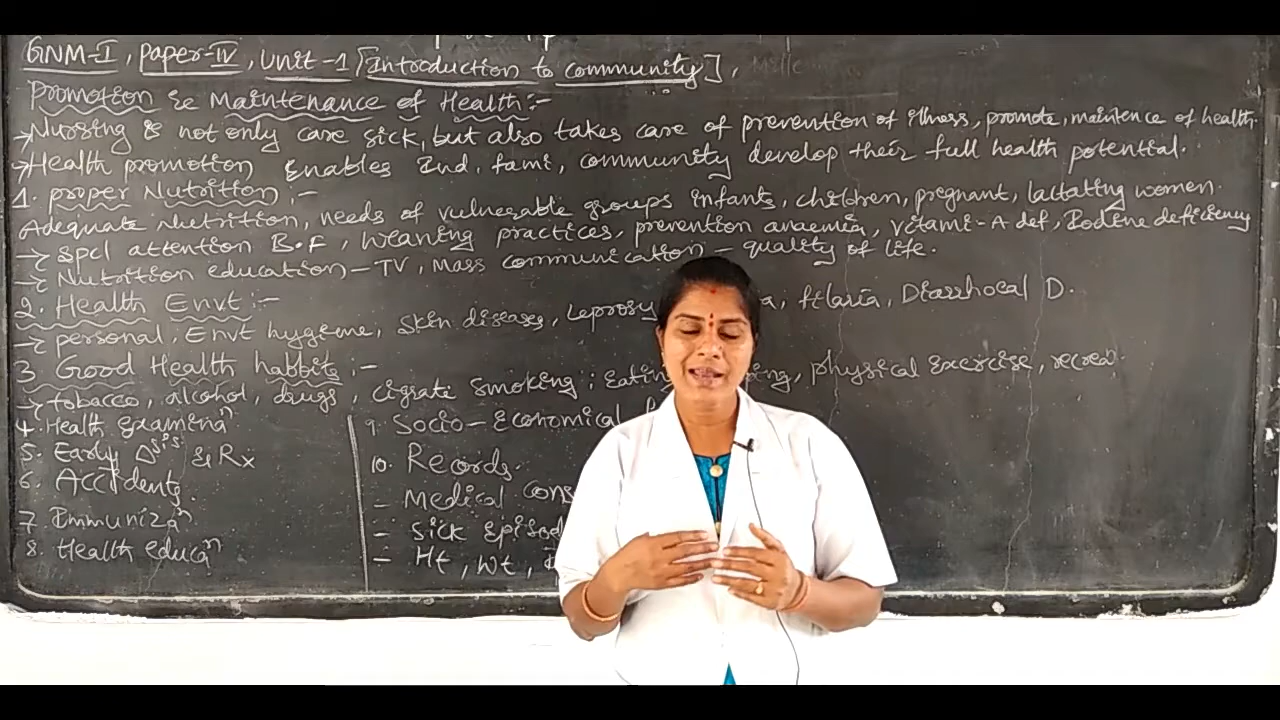 GNM-I, Paper-IV, Unit-1 [Introduction to community],
Promotion & Maintenance of Health:-
→Nursing is not only care sick, but also takes care of prevention of illness, promote, maintence of health.
→Health promotion Enables Ind, fami, community develop their full health potential.
1. proper Nutrition:-
Adequate Nutrition, needs of vulnerable groups infants, children, pregnant, lactating women.
→ Spcl attention B.F, Weaning practices, prevention anaemia, vitami-A def, Iodine deficiency
→ Nutrition education - TV, Mass communication - quality of life.
2. Health Envt:-
→ personal, Envt hygiene, Skin diseases, Leprosy, filaria, Diarrhocal D.
3. Good Health habbits:-
→ tobacco, alcohol, drugs, cigrate smoking; Eating physical Exercise, recrea
4. Health Examinaⁿ
5. Early Dˢⁱˢ & Rx
6. Accidents
7. Immunizaⁿ
8. Health educaⁿ
9. Socio-Economical
10. Records.
- Medical
- Sick
- Ht, Wt,